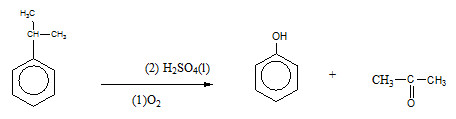 H₃C
CH—CH₃
(2) H₂SO₄(l)
(1)O₂
OH
+
CH₃—C—CH₃
O